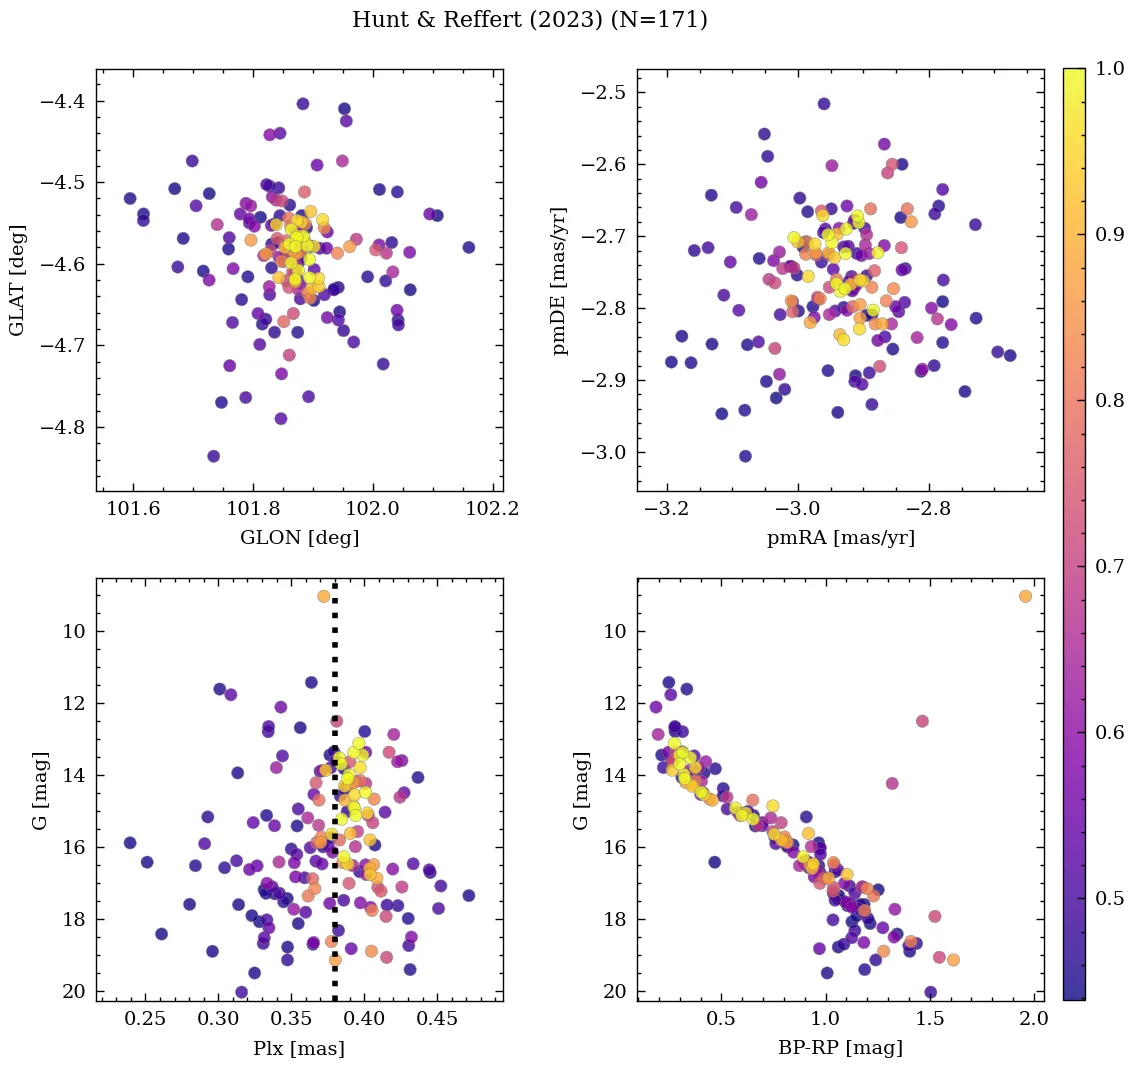 Hunt & Reffert (2023) (N=171)
−4.4
−4.5
−4.6
−4.7
−4.8
GLAT [deg]
101.6 101.8 102.0 102.2
GLON [deg]
−2.5
−2.6
−2.7
−2.8
−2.9
−3.0
pmDE [mas/yr]
−3.2 −3.0 −2.8
pmRA [mas/yr]
10
12
14
16
18
20
G [mag]
0.25 0.30 0.35 0.40 0.45
Plx [mas]
10
12
14
16
18
20
G [mag]
0.5 1.0 1.5 2.0
BP-RP [mag]
1.0
0.9
0.8
0.7
0.6
0.5